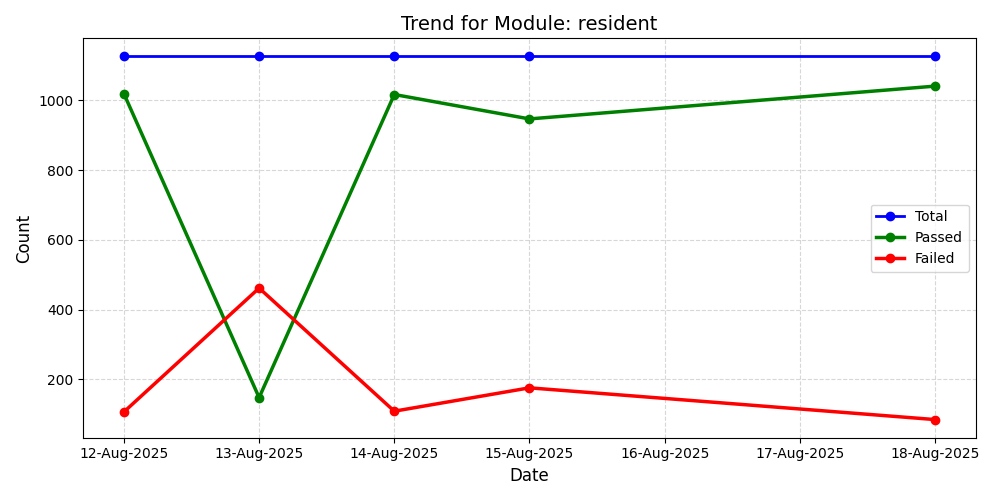 Trend for Module: resident
1000
800
600
400
200
Count
Total
Passed
Failed
12-Aug-2025
13-Aug-2025
14-Aug-2025
15-Aug-2025
16-Aug-2025
17-Aug-2025
18-Aug-2025
Date